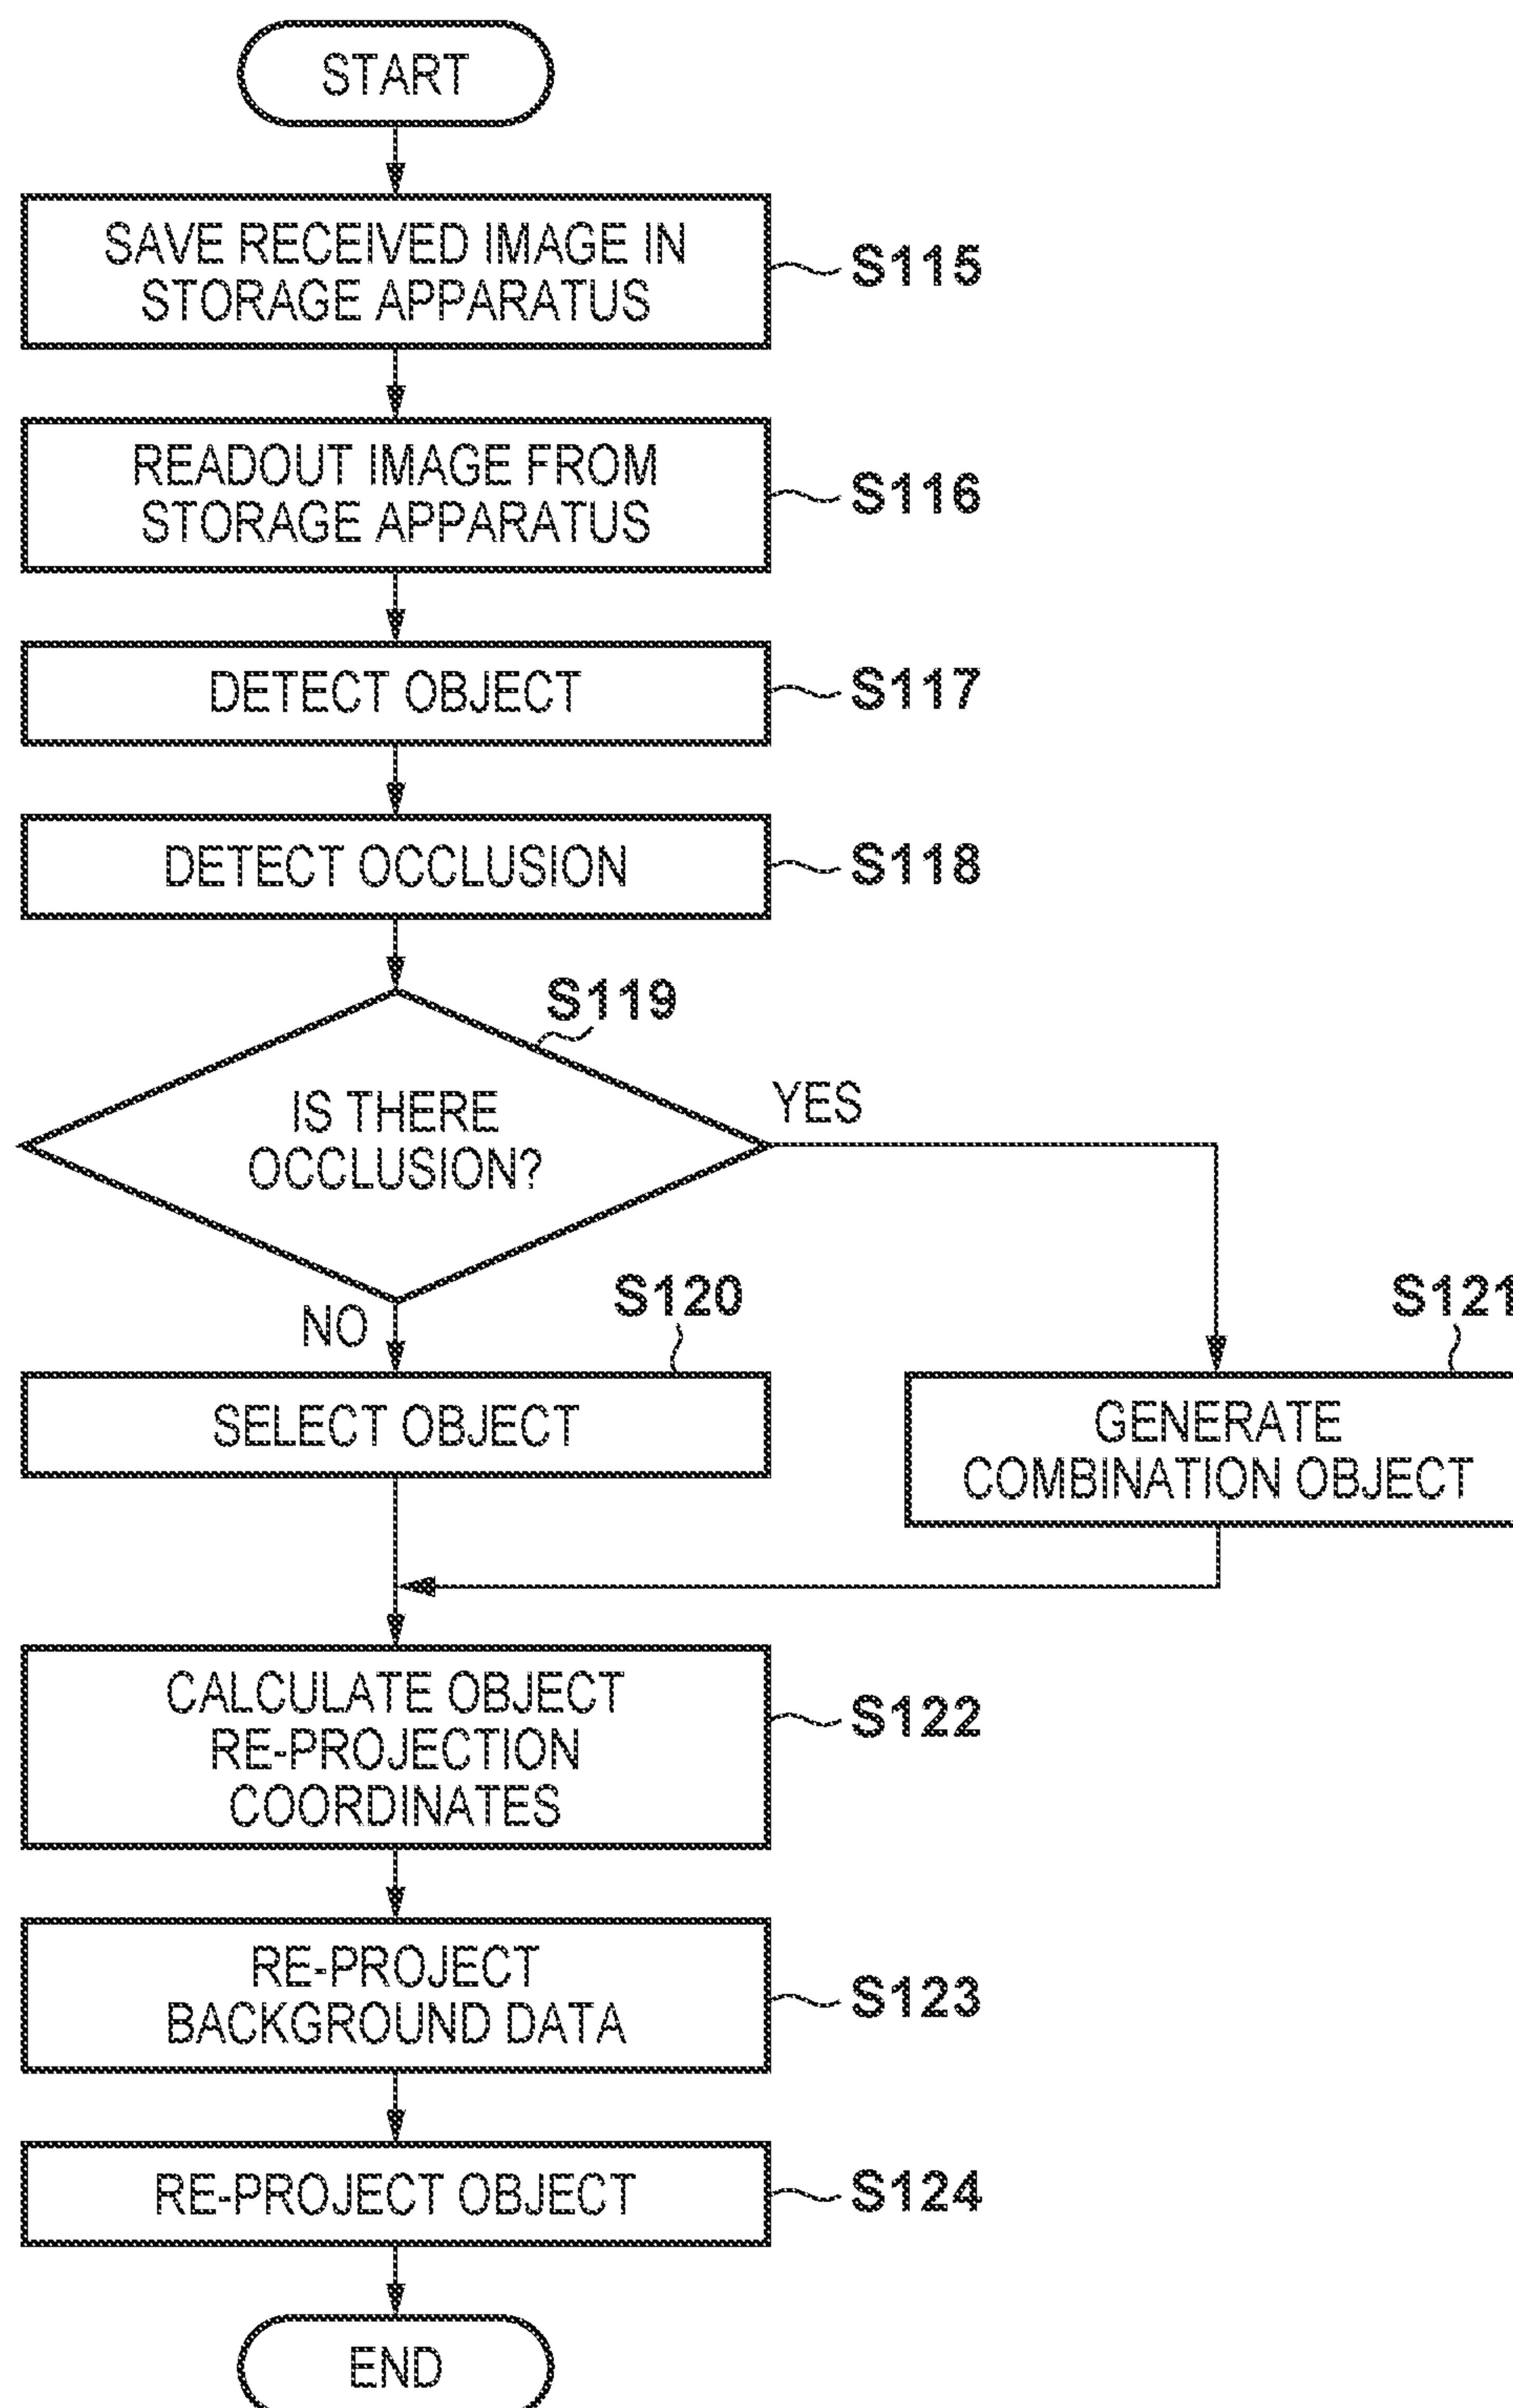 START
SAVE RECEIVED IMAGE IN
STORAGE APPARATUS
S115
READOUT IMAGE FROM
STORAGE APPARATUS
S116
DETECT OBJECT
S117
DETECT OCCLUSION
S118
S119
IS THERE
OCCLUSION?
YES
NO
S120
SELECT OBJECT
S121
GENERATE
COMBINATION OBJECT
CALCULATE OBJECT
RE-PROJECTION
COORDINATES
S122
RE-PROJECT
BACKGROUND DATA
S123
RE-PROJECT OBJECT
S124
END